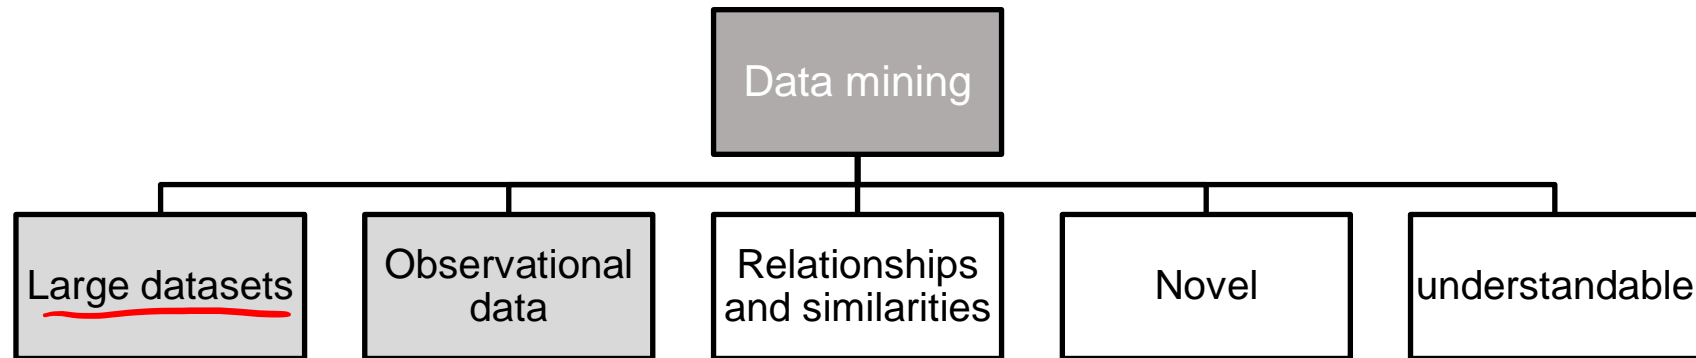 Data mining
Large datasets
Observational
data
Relationships
and similarities
Novel
understandable